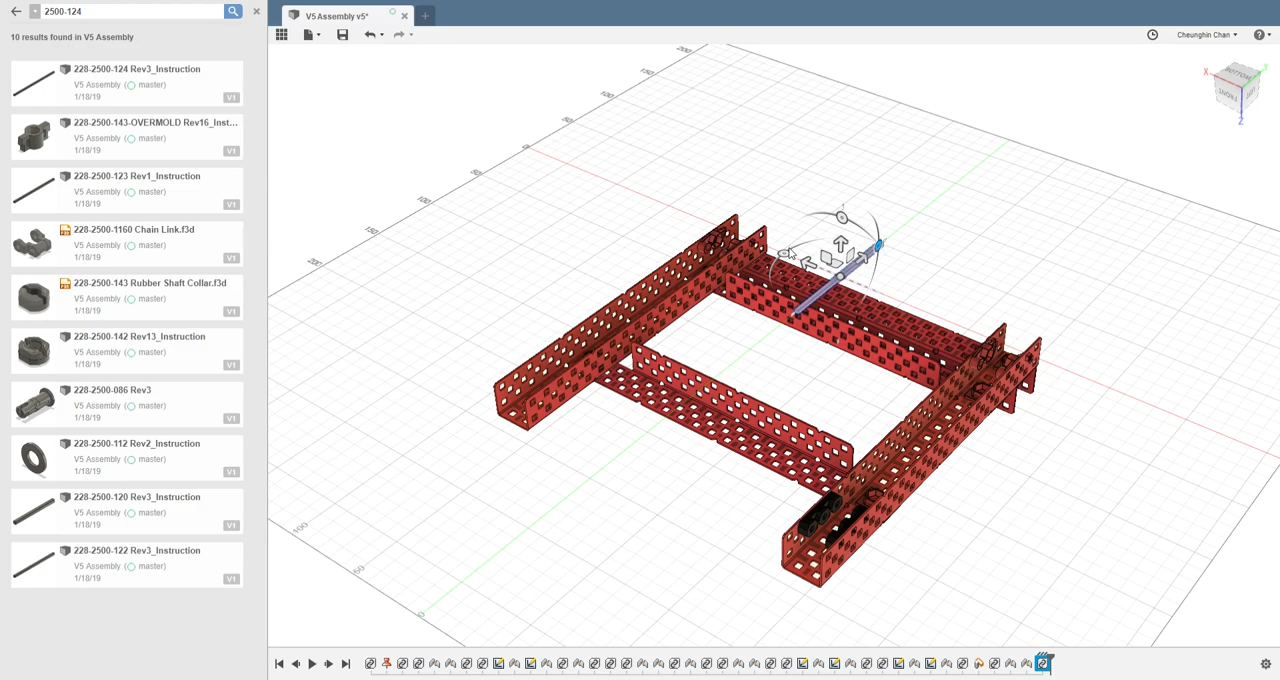 2500-124
V5 Assembly v5*
Cheunghin Chan
10 results found in V5 Assembly
228-2500-124 Rev3_Instruction
V5 Assembly (master)
1/18/19
V1
228-2500-143-OVERMOLD Rev16_Inst...
V5 Assembly (master)
1/18/19
V1
228-2500-123 Rev1_Instruction
V5 Assembly (master)
1/18/19
V1
228-2500-1160 Chain Link.f3d
V5 Assembly (master)
1/18/19
V1
228-2500-143 Rubber Shaft Collar.f3d
V5 Assembly (master)
1/18/19
V1
228-2500-142 Rev13_Instruction
V5 Assembly (master)
1/18/19
V1
228-2500-086 Rev3
V5 Assembly (master)
1/18/19
V1
228-2500-112 Rev2_Instruction
V5 Assembly (master)
1/18/19
V1
228-2500-120 Rev3_Instruction
V5 Assembly (master)
1/18/19
V1
228-2500-122 Rev3_Instruction
V5 Assembly (master)
1/18/19
V1
200
150
100
50
0
50
100
150
200
100
50
0
X
Y
Z
BOTTOM
FRONT